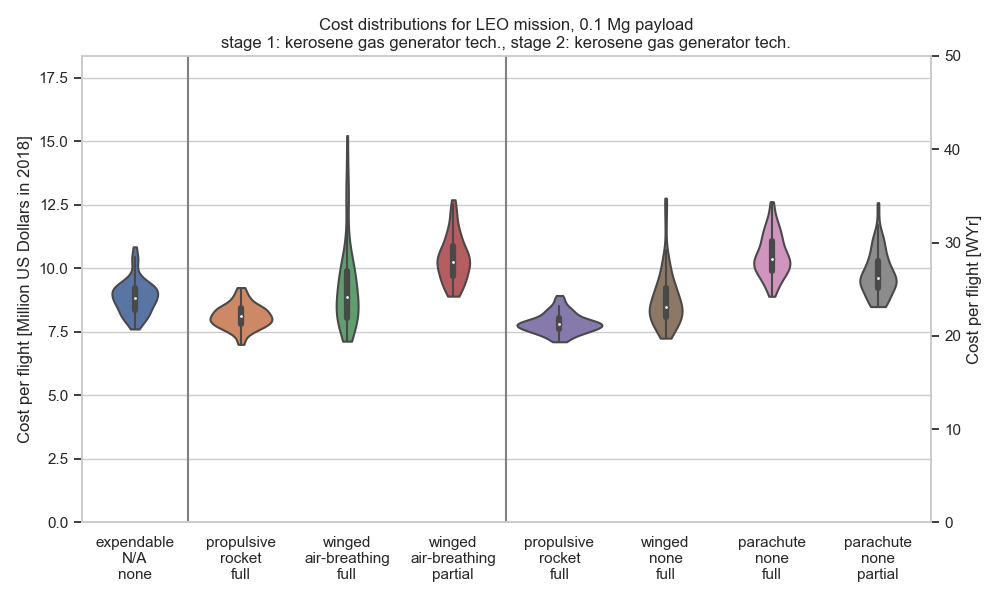 Cost distributions for LEO mission, 0.1 Mg payload
stage 1: kerosene gas generator tech., stage 2: kerosene gas generator tech.
Cost per flight [Million US Dollars in 2018]
17.5
15.0
12.5
10.0
7.5
5.0
2.5
0.0
50
40
30
20
10
0
Cost per flight [WYr]
expendable
N/A
none
propulsive
rocket
full
winged
air-breathing
full
winged
air-breathing
partial
propulsive
rocket
full
winged
none
full
parachute
none
full
parachute
none
partial